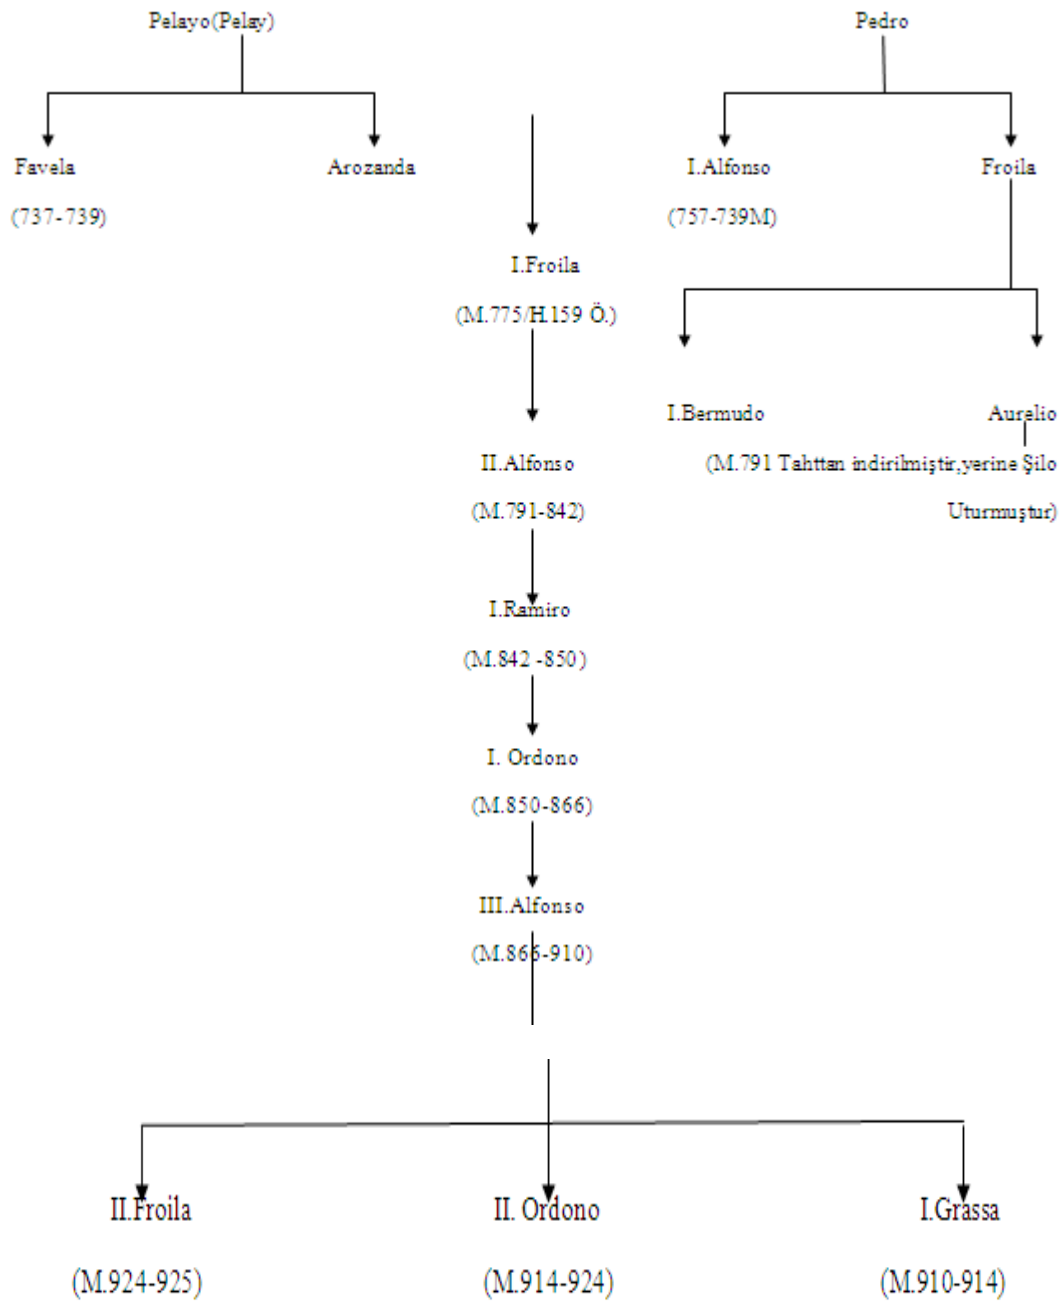 Pelayo(Pelay)
Pedro
Favela
Arozanda
I.Alfonso
Froila
(737-739)
(757-739M)
I.Froila
(M.775/H.159 Ö.)
I.Bermudo
Aurelio
II.Alfonso
(M.791 Tahttan indirilmiştir,yerine Şilo
(M.791-842)
Uturmuştur)
I.Ramiro
(M.842 -850)
I. Ordono
(M.850-866)
III.Alfonso
(M.866-910)
II.Froila
II. Ordono
I.Grassa
(M.924-925)
(M.914-924)
(M.910-914)